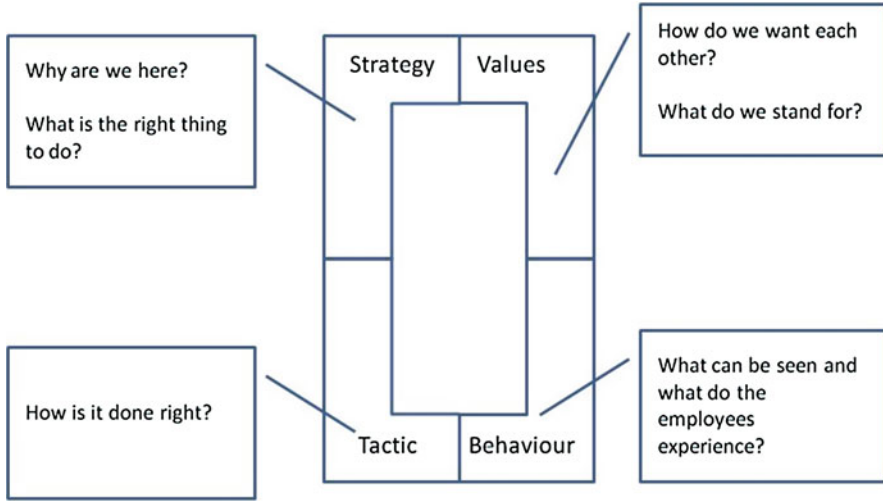 Why are we here?
What is the right thing
to do?
Strategy
Values
How do we want each
other?
What do we stand for?
How is it done right?
Tactic
Behaviour
What can be seen and
what do the
employees
experience?